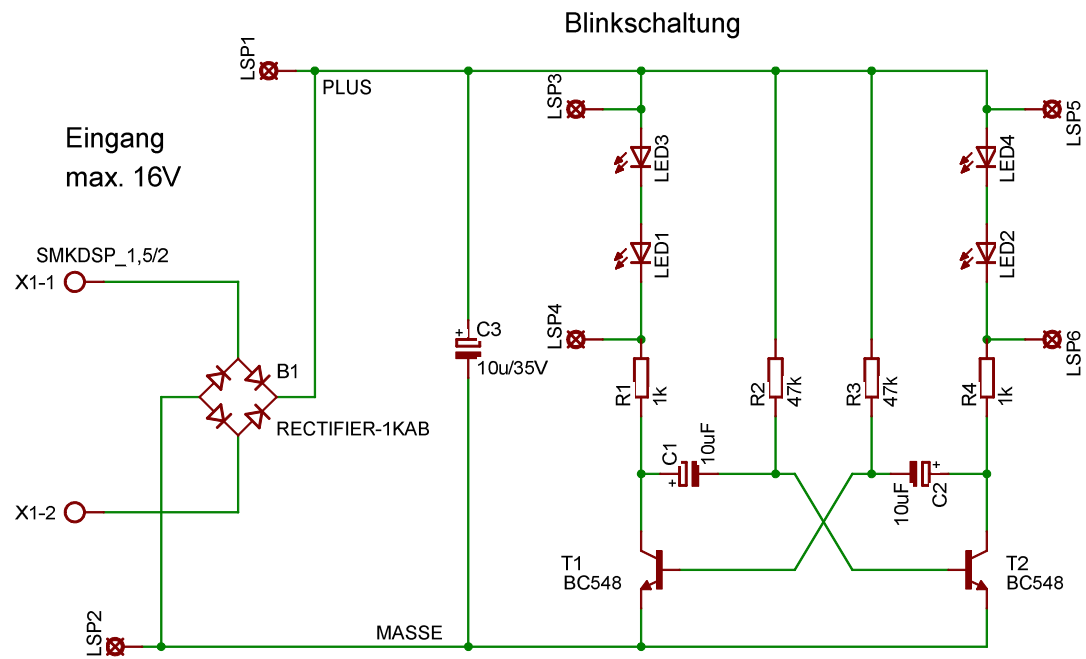 Blinkschaltung
LSP1
PLUS
LSP3
LSP5
Eingang
max. 16V
LED3
LED4
SMKDSP_1,5/2
X1-1
LED1
LED2
LSP4
LSP6
+
C3
10u/35V
B1
RECTIFIER-1KAB
R1
1k
R2
47k
R3
47k
R4
1k
C1
10uF
+
10uF
C2
+
X1-2
T1
BC548
T2
BC548
LSP2
MASSE